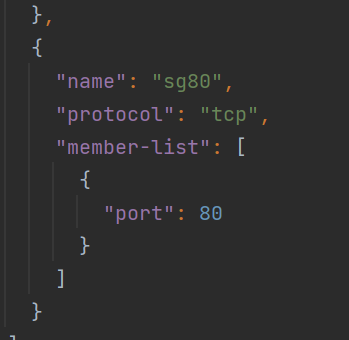 },
{
"name": "sg80",
"protocol": "tcp",
"member-list": [
{
"port": 80
}
]
}